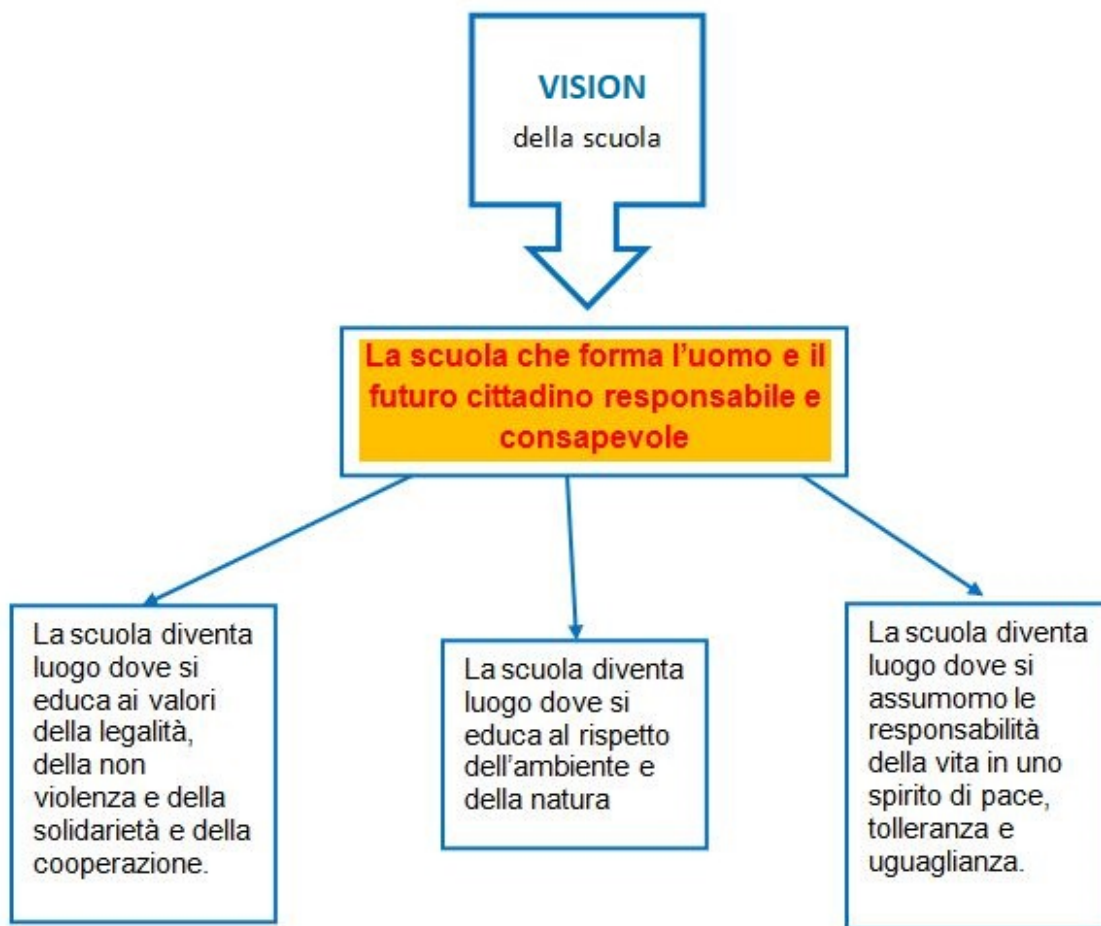 VISION
della scuola
La scuola che forma l'uomo e il
futuro cittadino responsabile e
consapevole
La scuola diventa
luogo dove si
educa ai valori
della legalità,
della non
violenza e della
solidarietà e della
cooperazione.
La scuola diventa
luogo dove si
educa al rispetto
dell'ambiente e
della natura
La scuola diventa
luogo dove si
assumomo le
responsabilità
della vita in uno
spirito di pace,
tolleranza e
uguaglianza.